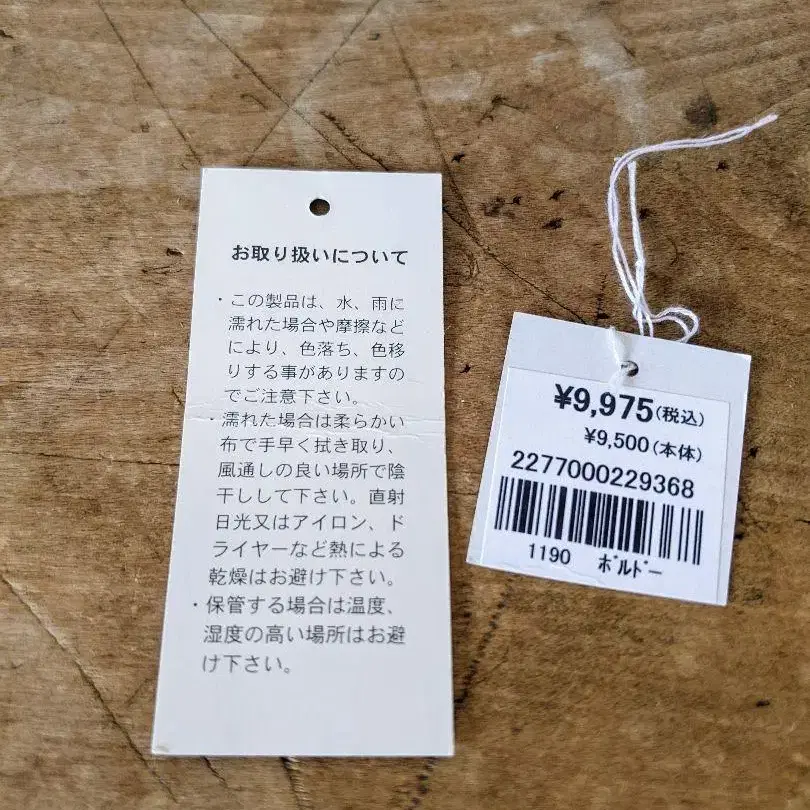 お取り扱いについて
・この製品は、水、雨に
濡れた場合や摩擦など
により、色落ち、色移
りする事がありますの
でご注意下さい。
・濡れた場合は柔らかい
布で手早く拭き取り、
風通しの良い場所で陰
干しして下さい。直射
日光又はアイロン、ド
ライヤーなど熱による
乾燥はお避け下さい。
・保管する場合は温度、
湿度の高い場所はお避
け下さい。
¥9,975(税込)
¥9,500(本体)
2277000229368
1190 ﾎﾞﾙﾄﾞｰ